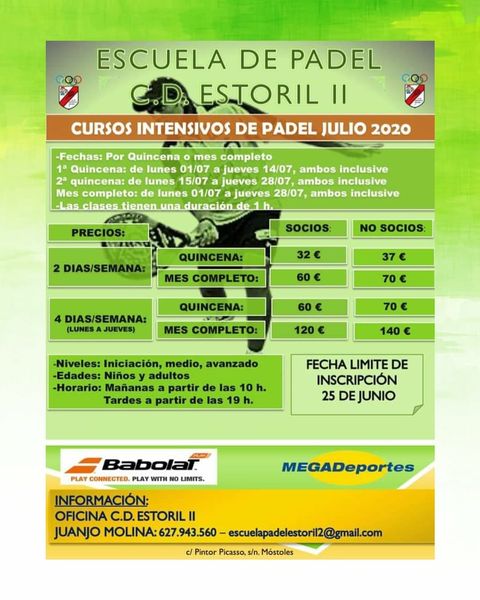 ESCUELA DE PADEL
C.D. ESTORIL II
CURSOS INTENSIVOS DE PADEL JULIO 2020
-Fechas: Por Quincena o mes completo
1ª Quincena: de lunes 01/07 a jueves 14/07, ambos inclusive
2ª quincena: de lunes 15/07 a jueves 28/07, ambos inclusive
Mes completo: de lunes 01/07 a jueves 28/07, ambos inclusive
-Las clases tienen una duración de 1 h.
PRECIOS: SOCIOS: NO SOCIOS:
2 DIAS/SEMANA: QUINCENA: 32 € 37 €
MES COMPLETO: 60 € 70 €
4 DIAS/SEMANA: QUINCENA: 60 € 70 €
(LUNES A JUEVES) MES COMPLETO: 120 € 140 €
-Niveles: Iniciación, medio, avanzado
-Edades: Niños y adultos
-Horario: Mañanas a partir de las 10 h.
Tardes a partir de las 19 h.
FECHA LIMITE DE
INSCRIPCIÓN
25 DE JUNIO
Babolat
PLAY CONNECTED. PLAY WITH NO LIMITS.
MEGADeportes
INFORMACIÓN:
OFICINA C.D. ESTORIL II
JUANJO MOLINA: 627.943.560 – escuelapadelestoril2@gmail.com
c/ Pintor Picasso, s/n. Móstoles